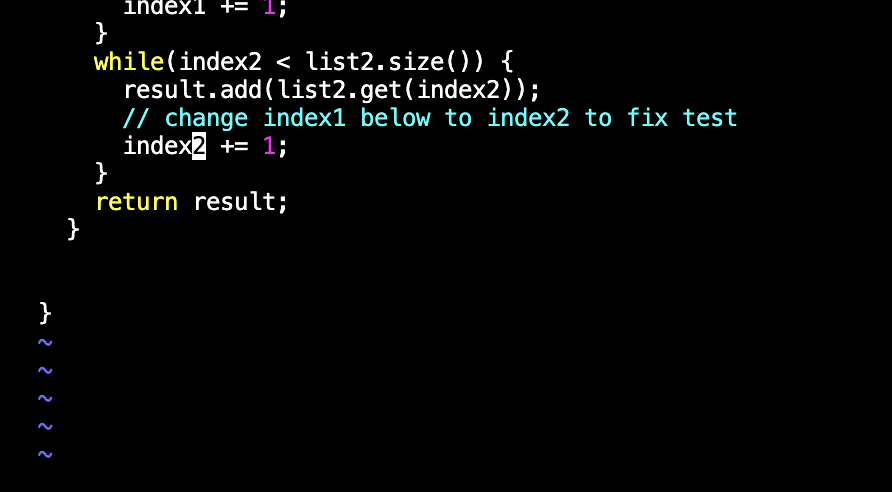 index1 += 1;
}
while(index2 < list2.size()) {
result.add(list2.get(index2));
// change index1 below to index2 to fix test
index2 += 1;
}
return result;
}
}
~
~
~
~
~